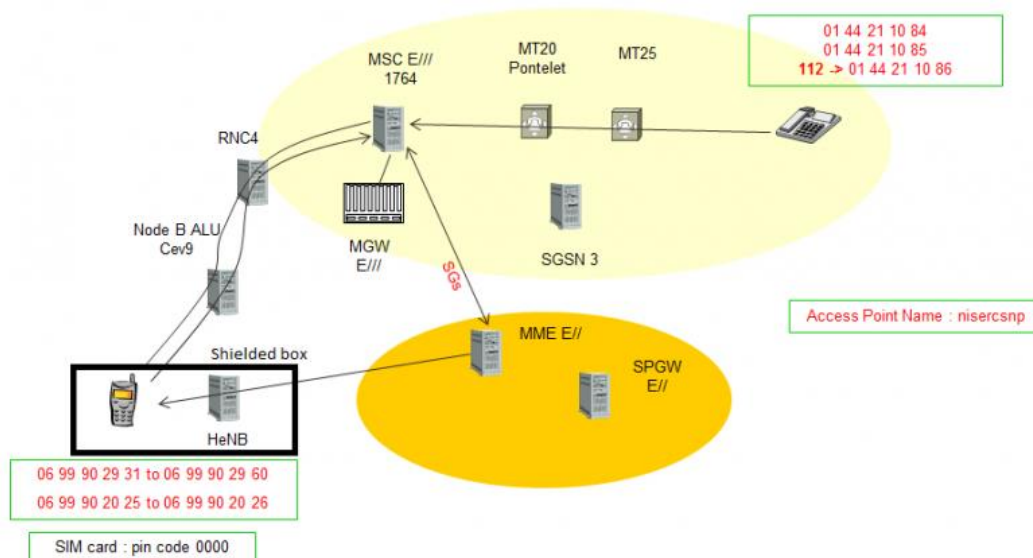 01 44 21 10 84
01 44 21 10 85
112 -> 01 44 21 10 86
MSC E///
1764
MT20
Pontelet
MT25
RNC4
Node B ALU
Cev9
MGW
E///
SGSN 3
SGs
Access Point Name : nisercsnp
MME E//
SPGW
E//
Shielded box
HeNB
06 99 90 29 31 to 06 99 90 29 60
06 99 90 20 25 to 06 99 90 20 26
SIM card : pin code 0000